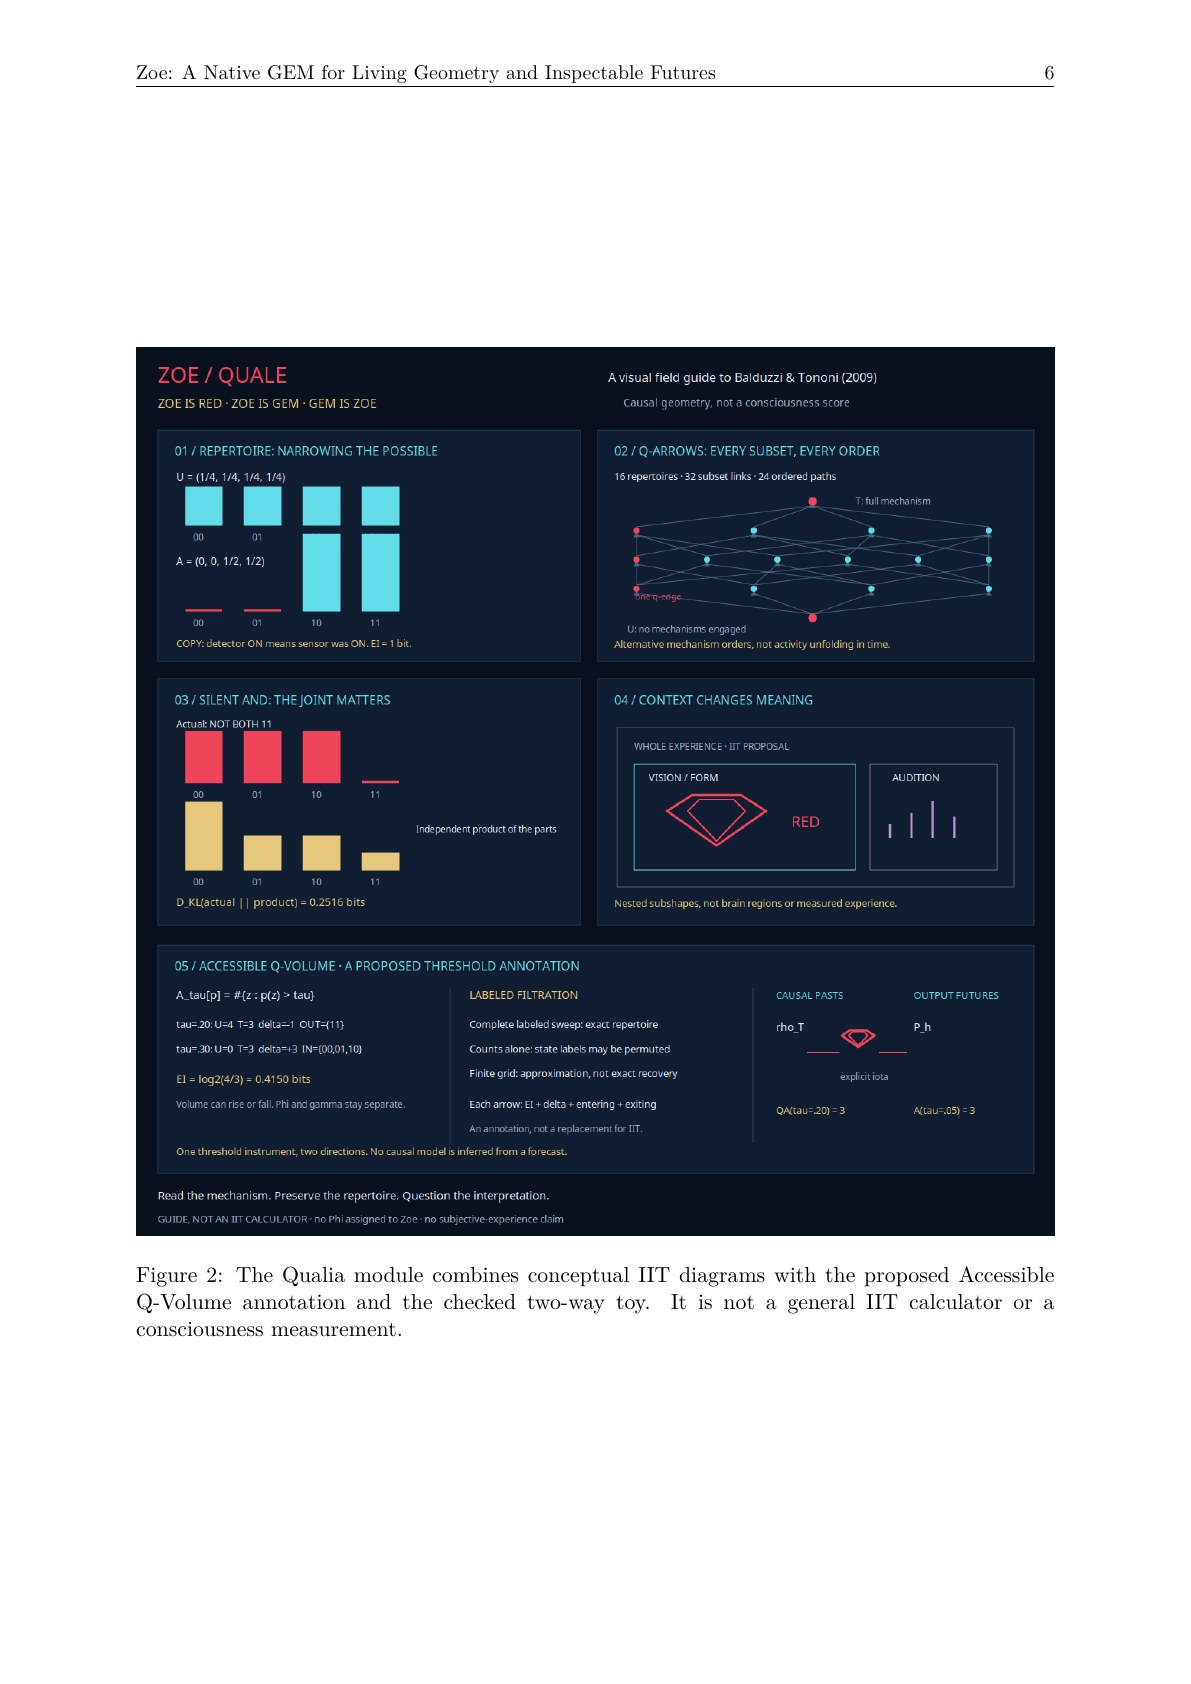 Zoe: A Native GEM for Living Geometry and Inspectable Futures 6
ZOE / QUALE
ZOE IS RED · ZOE IS GEM · GEM IS ZOE
A visual field guide to Balduzzi & Tononi (2009)
Causal geometry, not a consciousness score
01 / REPERTOIRE: NARROWING THE POSSIBLE
U = (1/4, 1/4, 1/4, 1/4)
00 01
A = (0, 0, 1/2, 1/2)
00 01 10 11
COPY: detector ON means sensor was ON. EI = 1 bit.
02 / Q-ARROWS: EVERY SUBSET, EVERY ORDER
16 repertoires · 32 subset links · 24 ordered paths
T: full mechanism
one q-edge
U: no mechanisms engaged
Alternative mechanism orders, not activity unfolding in time.
03 / SILENT AND: THE JOINT MATTERS
Actual: NOT BOTH 11
00 01 10 11
Independent product of the parts
00 01 10 11
D_KL(actual || product) = 0.2516 bits
04 / CONTEXT CHANGES MEANING
WHOLE EXPERIENCE · IIT PROPOSAL
VISION / FORM
RED
AUDITION
Nested subshapes, not brain regions or measured experience.
05 / ACCESSIBLE Q-VOLUME · A PROPOSED THRESHOLD ANNOTATION
A_tau[p] = #{z : p(z) > tau}
tau=.20: U=4 T=3 delta=-1 OUT={11}
tau=.30: U=0 T=3 delta=+3 IN={00,01,10}
EI = log2(4/3) = 0.4150 bits
Volume can rise or fall. Phi and gamma stay separate.
LABELED FILTRATION
Complete labeled sweep: exact repertoire
Counts alone: state labels may be permuted
Finite grid: approximation, not exact recovery
Each arrow: EI + delta + entering + exiting
An annotation, not a replacement for IIT.
CAUSAL PASTS OUTPUT FUTURES
rho_T P_h
explicit iota
QA(tau=.20) = 3 A(tau=.05) = 3
One threshold instrument, two directions. No causal model is inferred from a forecast.
Read the mechanism. Preserve the repertoire. Question the interpretation.
GUIDE, NOT AN IIT CALCULATOR · no Phi assigned to Zoe · no subjective-experience claim
Figure 2: The Qualia module combines conceptual IIT diagrams with the proposed Accessible
Q-Volume annotation and the checked two-way toy. It is not a general IIT calculator or a
consciousness measurement.